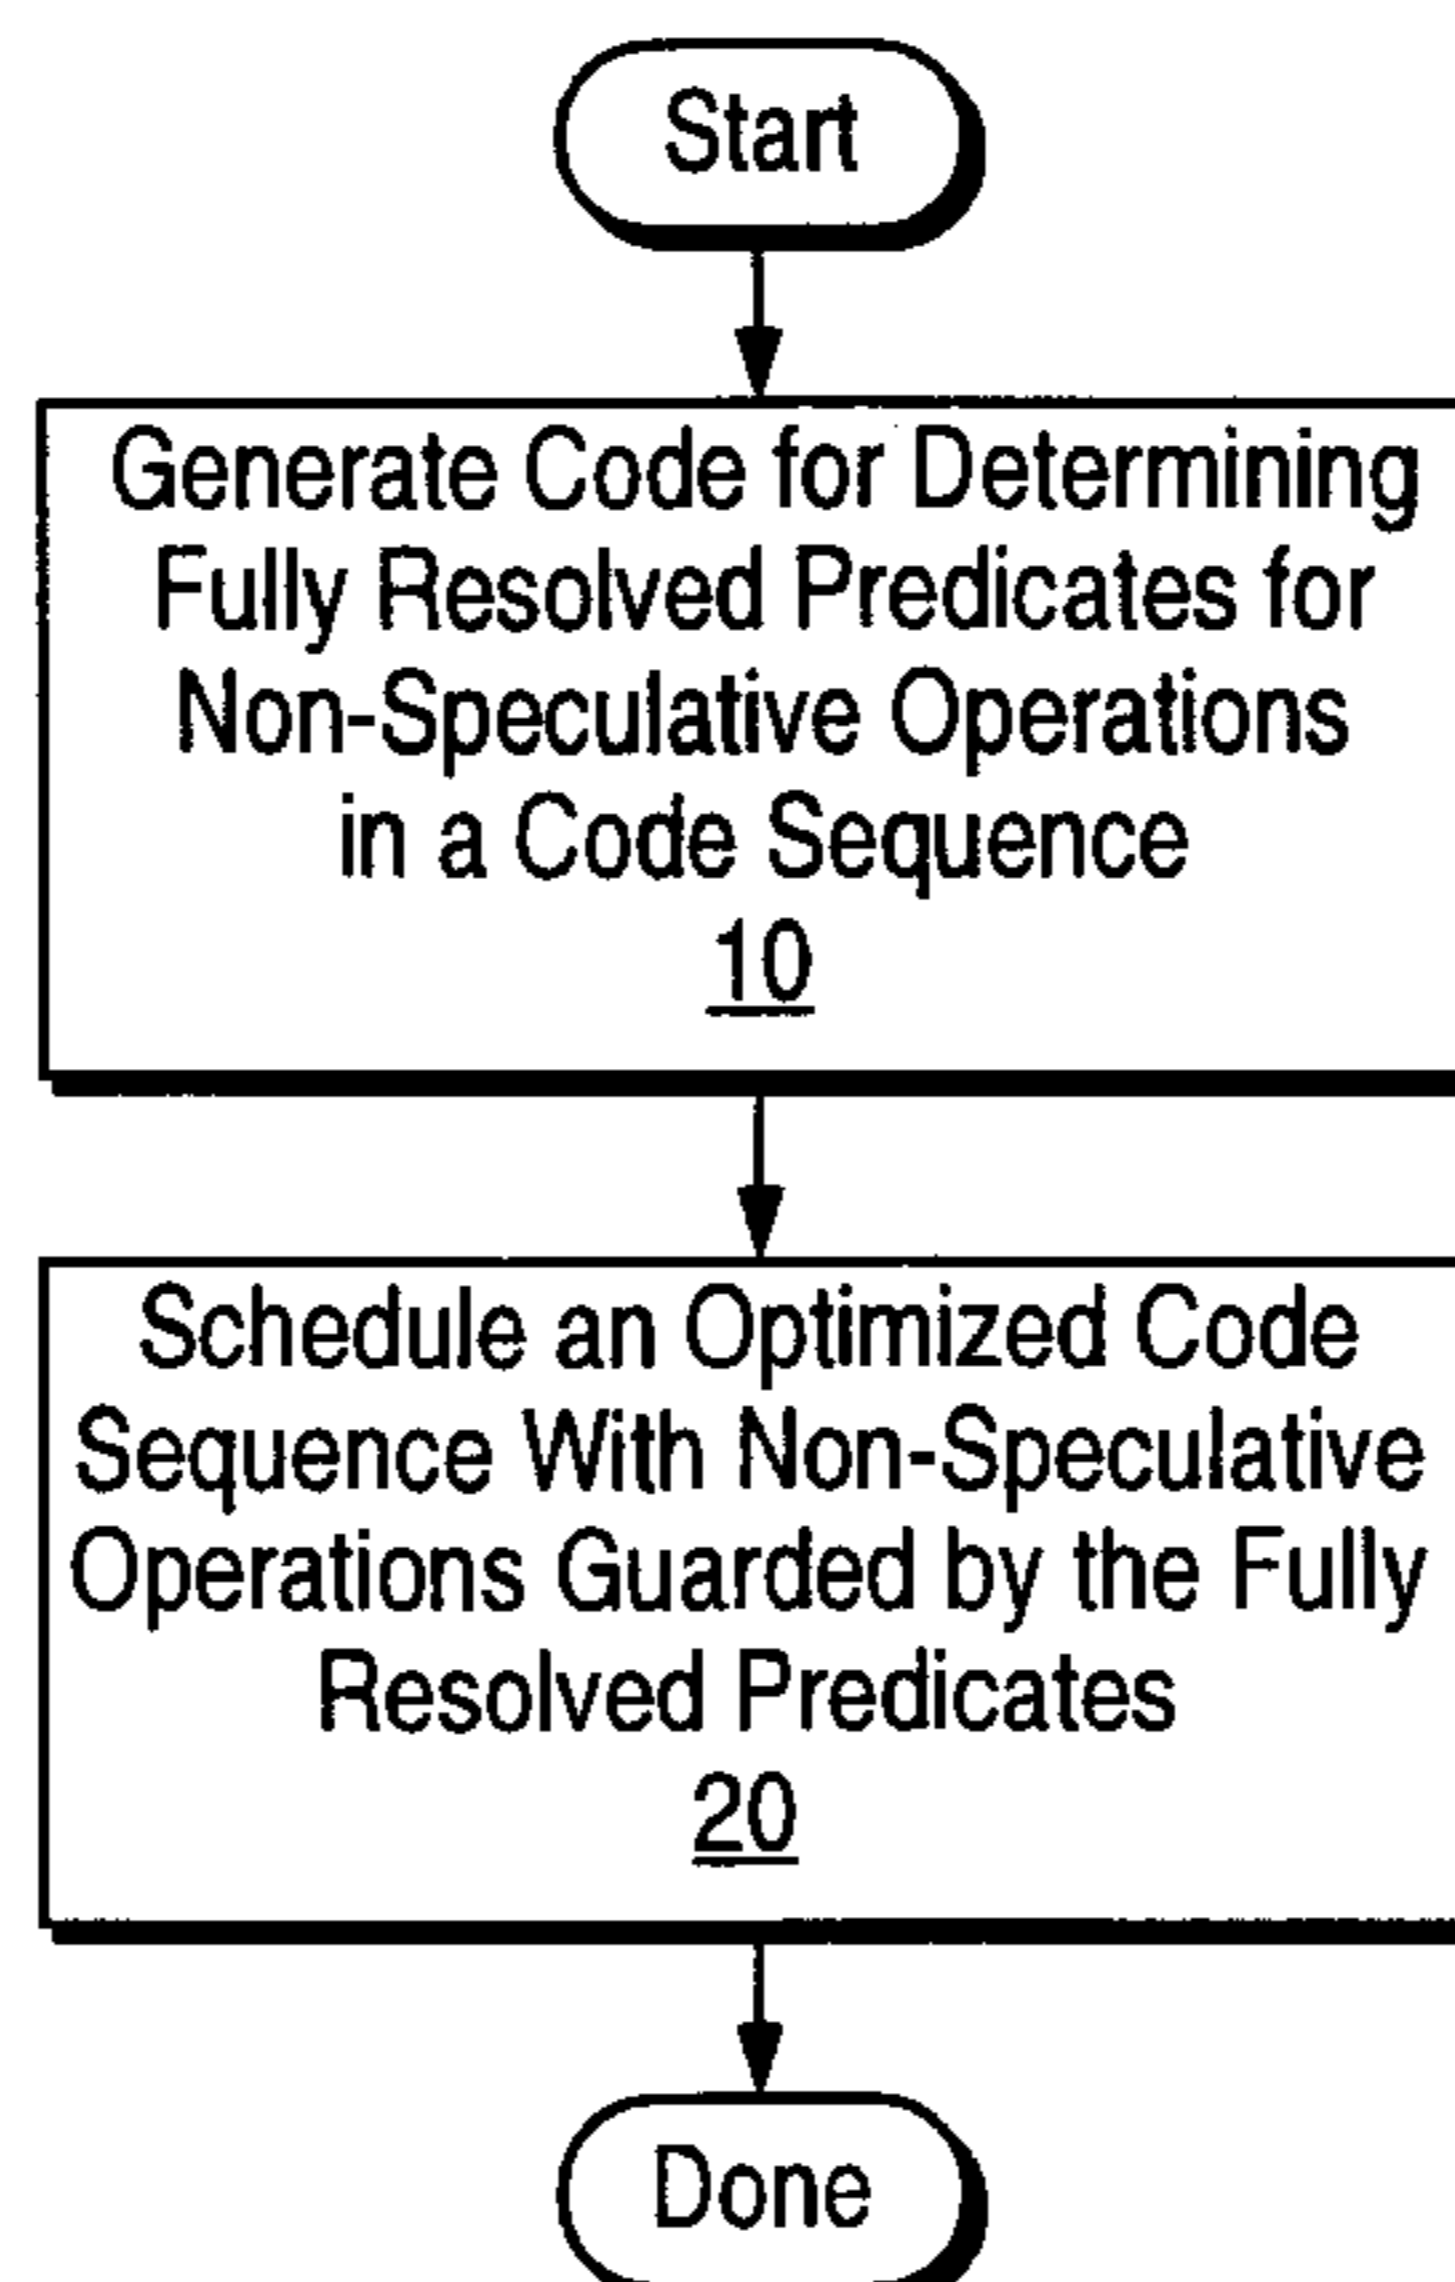 Start
Generate Code for Determining
Fully Resolved Predicates for
Non-Speculative Operations
in a Code Sequence
10
Schedule an Optimized Code
Sequence With Non-Speculative
Operations Guarded by the Fully
Resolved Predicates
20
Done